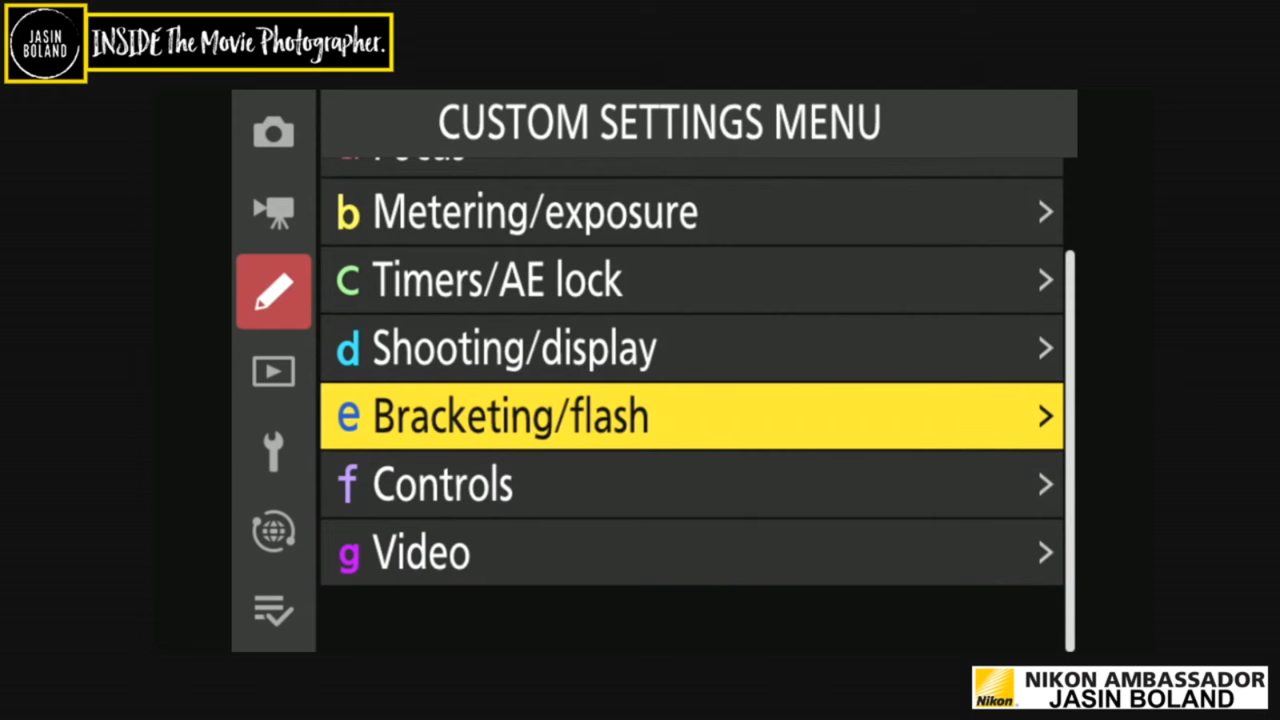 JASIN
BOLAND
INSIDE The Movie Photographer.
CUSTOM SETTINGS MENU
b Metering/exposure >
c Timers/AE lock >
d Shooting/display >
e Bracketing/flash >
f Controls >
g Video >
Nikon
NIKON AMBASSADOR
JASIN BOLAND